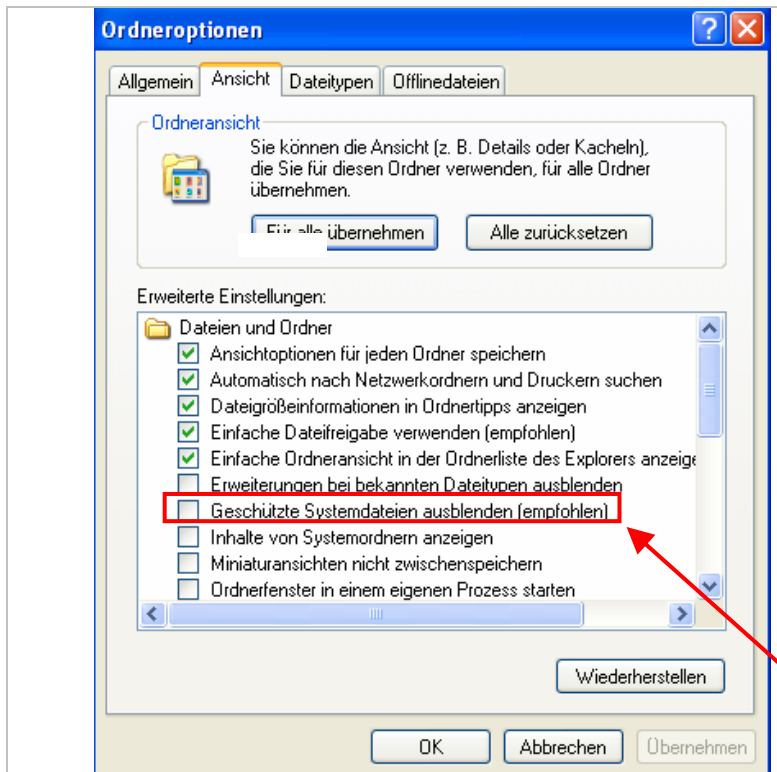 Ordneroptionen
Allgemein Ansicht Dateitypen Offlinedateien
Ordneransicht
Sie können die Ansicht (z. B. Details oder Kacheln),
die Sie für diesen Ordner verwenden, für alle Ordner
übernehmen.
Für alle übernehmen Alle zurücksetzen
Erweiterte Einstellungen:
Dateien und Ordner
Ansichtoptionen für jeden Ordner speichern
Automatisch nach Netzwerkordnern und Druckern suchen
Dateigrößeinformationen in Ordnertipps anzeigen
Einfache Dateifreigabe verwenden (empfohlen)
Einfache Ordneransicht in der Ordnerliste des Explorers anzeige
Erweiterungen bei bekannten Dateitypen ausblenden
Geschützte Systemdateien ausblenden (empfohlen)
Inhalte von Systemordnern anzeigen
Miniaturansichten nicht zwischenspeichern
Ordnerfenster in einem eigenen Prozess starten
Wiederherstellen
OK Abbrechen Übernehmen